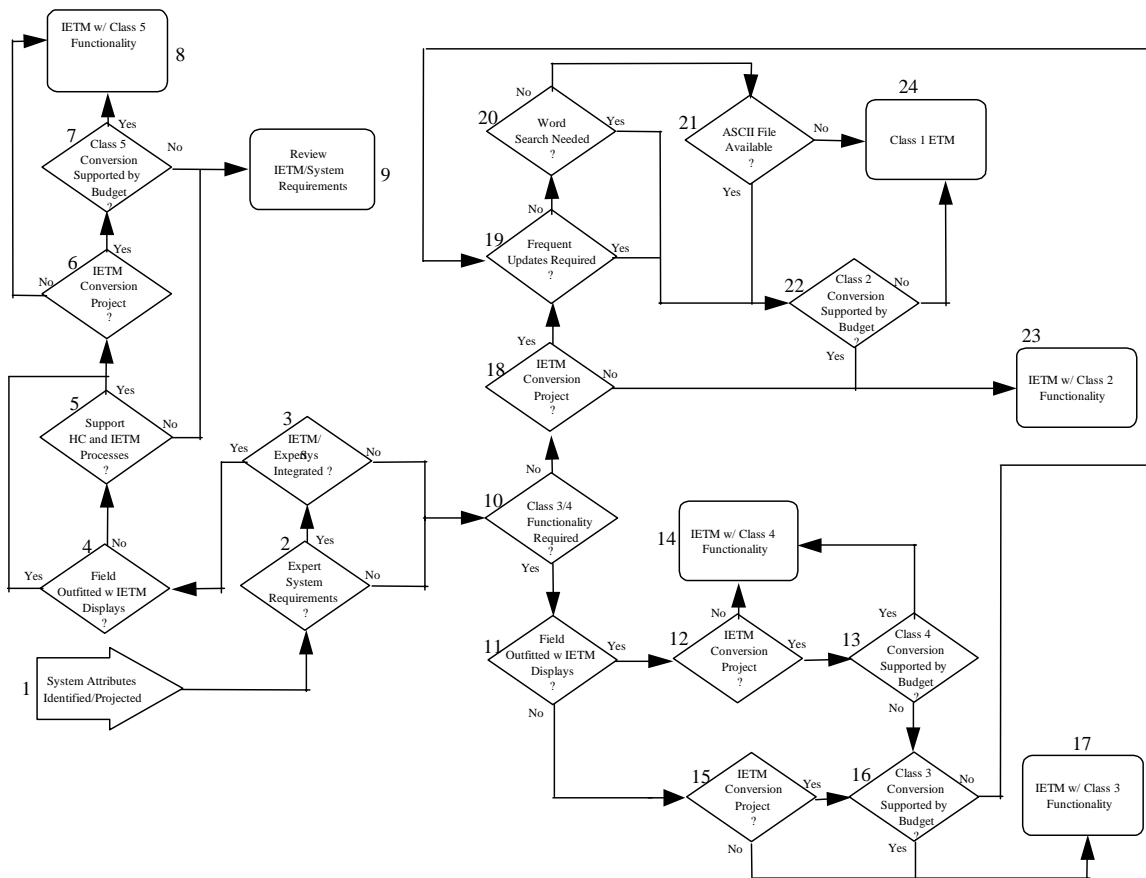 IETM w/ Class 5
Functionality
8
7
Yes
Class 5
Conversion
Supported by
Budget
?
No
Review
IETM/System
Requirements
9
6
Yes
No
IETM
Conversion
Project
?
5
Yes
Support
HC and IETM
Processes
?
No
4
No
Yes
Field
Outfitted w IETM
Displays
?
3
Yes
IETM/
ExpertSys
Integrated ?
No
2
Yes
Expert
System
Requirements
?
No
1
System Attributes
Identified/Projected
20
No
Word
Search Needed
?
Yes
21
ASCII File
Available
?
No
Yes
24
Class 1 ETM
19
No
Frequent
Updates Required
?
Yes
22
Class 2
Conversion
Supported by
Budget
?
No
Yes
23
IETM w/ Class 2
Functionality
18
Yes
IETM
Conversion
Project
?
No
10
No
Class 3/4
Functionality
Required
?
Yes
14
IETM w/ Class 4
Functionality
11
Field
Outfitted w IETM
Displays
?
Yes
No
12
No
IETM
Conversion
Project
?
Yes
13
Yes
Class 4
Conversion
Supported by
Budget
?
No
15
IETM
Conversion
Project
?
Yes
No
16
Class 3
Conversion
Supported by
Budget
?
No
Yes
17
IETM w/ Class 3
Functionality